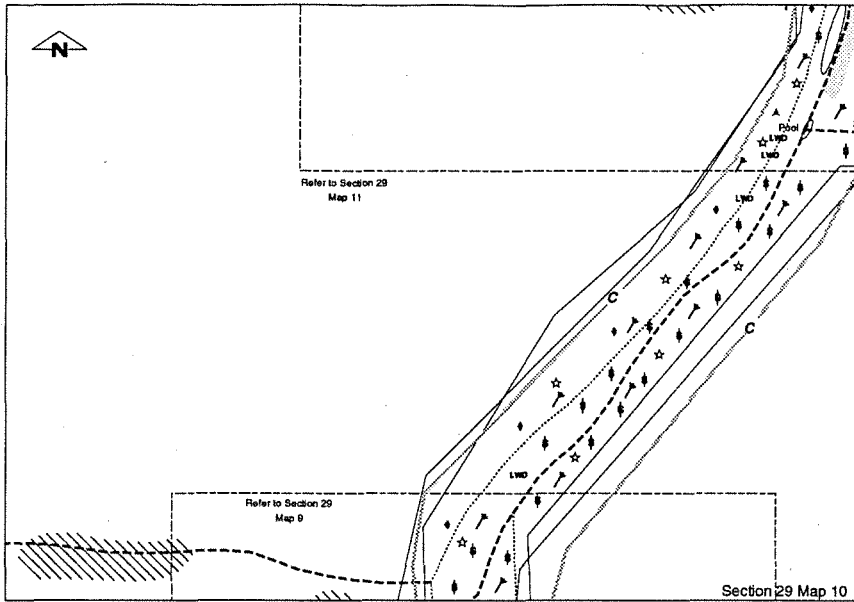 N
Pool
LWD
LWD
Refer to Section 29
Map 11
LWD
C
C
LWD
Refer to Section 29
Map 9
Section 29 Map 10